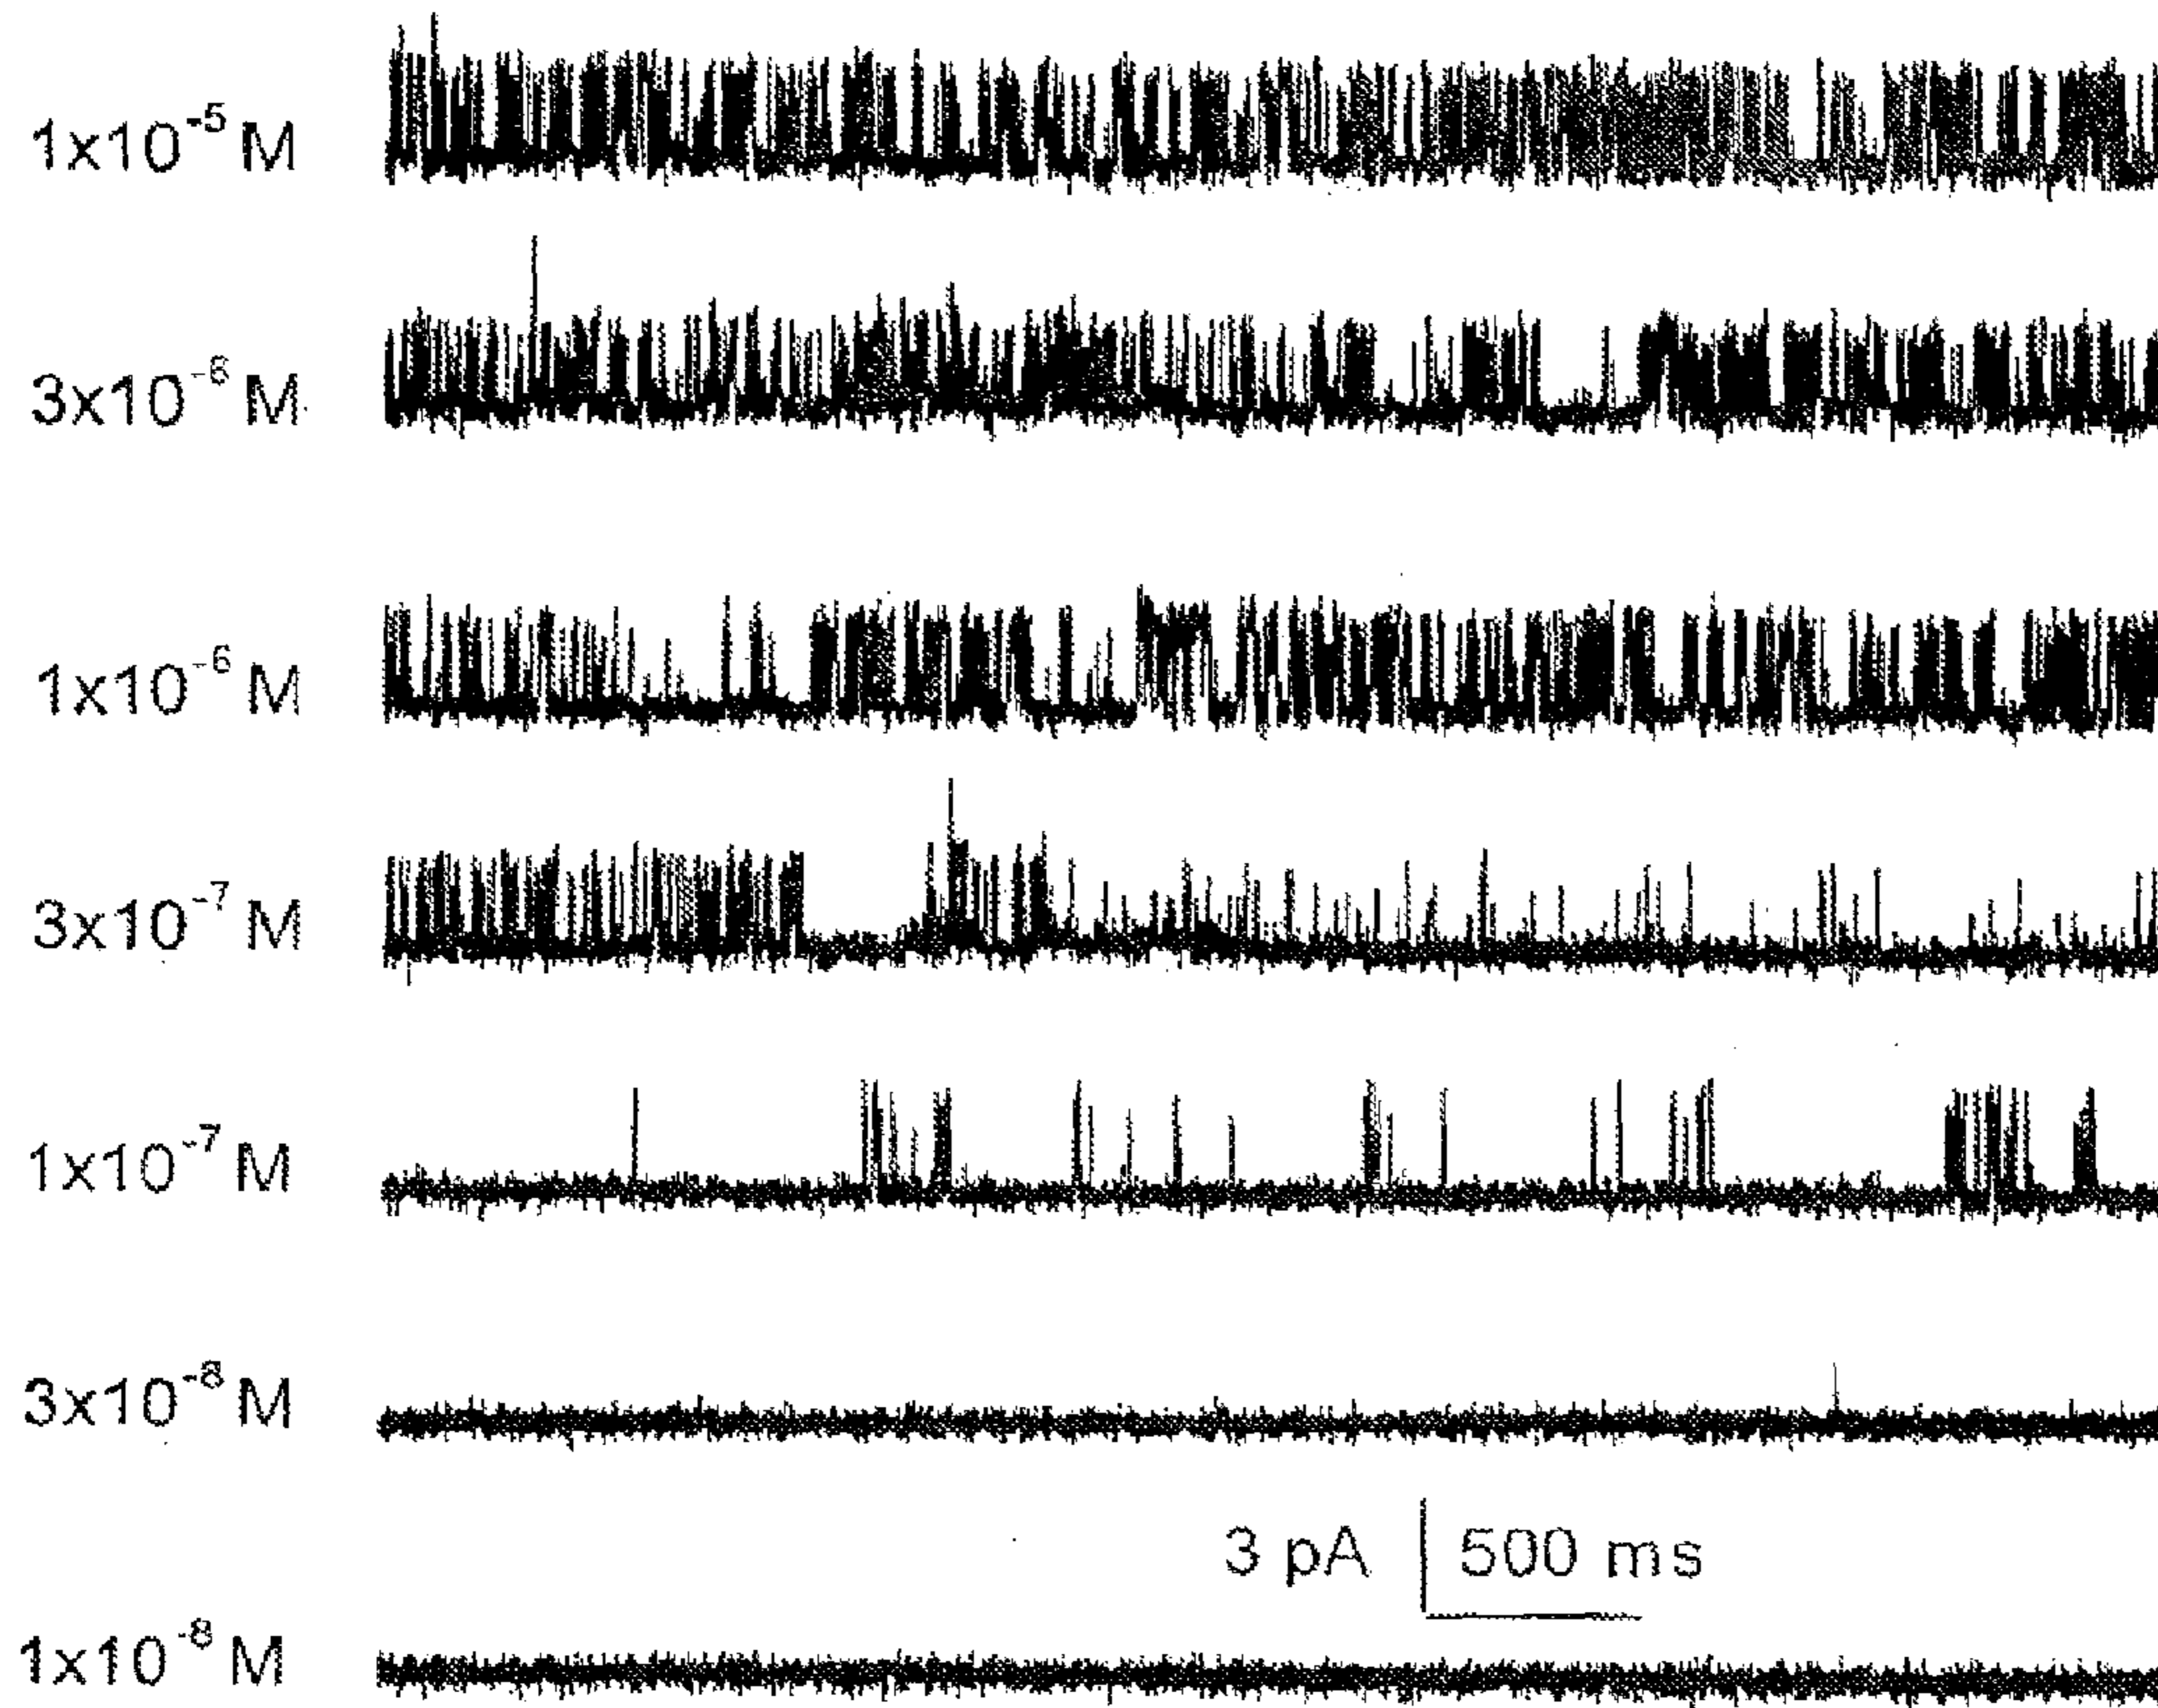 1x10⁻⁵ M
3x10⁻⁶ M
1x10⁻⁶ M
3x10⁻⁷ M
1x10⁻⁷ M
3x10⁻⁸ M
3 pA 500 ms
1x10⁻⁸ M